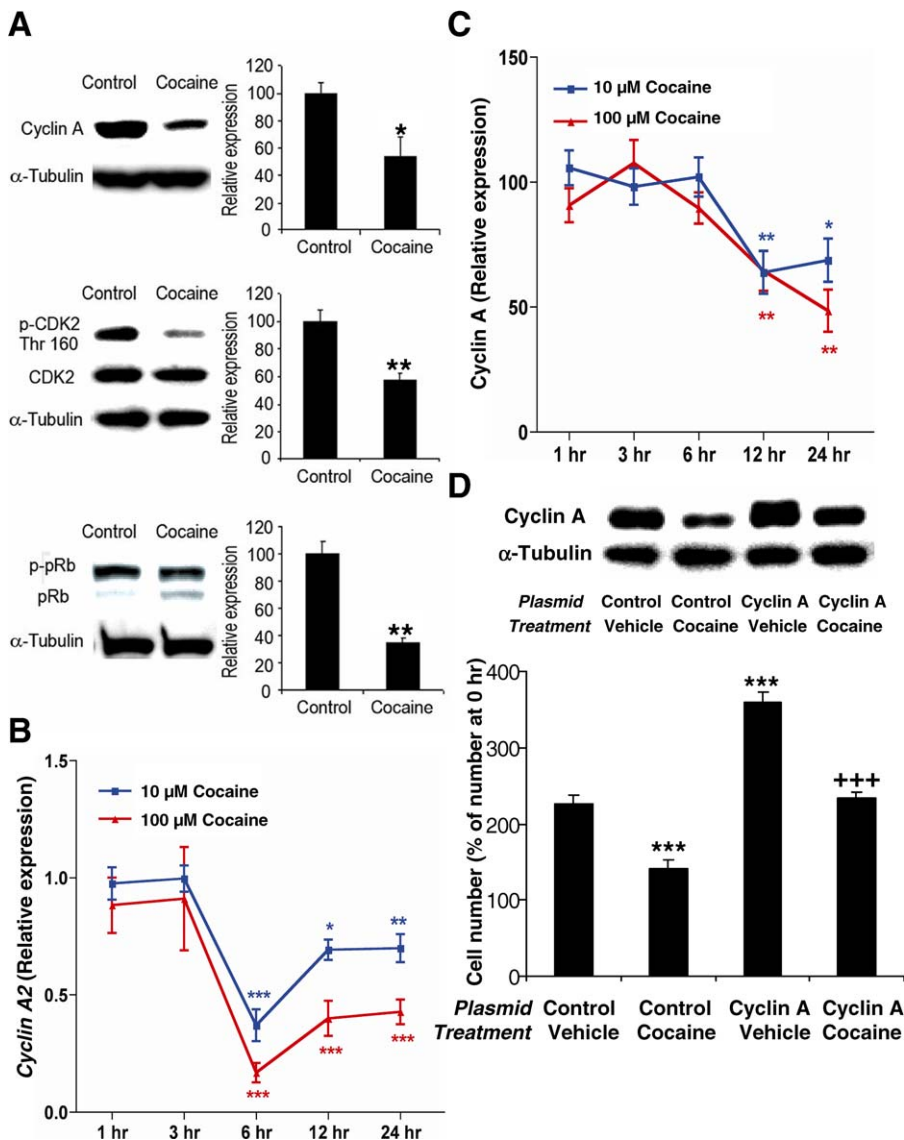 A
Control Cocaine
Cyclin A
α-Tubulin
Relative expression
120
100
80
60
40
20
0
*
Control Cocaine
Control Cocaine
p-CDK2
Thr 160
CDK2
α-Tubulin
Relative expression
120
100
80
60
40
20
0
**
Control Cocaine
Control Cocaine
p-pRb
pRb
α-Tubulin
Relative expression
120
100
80
60
40
20
0
**
Control Cocaine
B
Cyclin A2 (Relative expression)
1.5
1.0
0.5
0.0
10 μM Cocaine
100 μM Cocaine
***
*
**
***
***
***
1 hr 3 hr 6 hr 12 hr 24 hr
C
Cyclin A (Relative expression)
150
100
50
0
10 μM Cocaine
100 μM Cocaine
**
*
**
**
1 hr 3 hr 6 hr 12 hr 24 hr
D
Cyclin A
α-Tubulin
Plasmid Control Control Cyclin A Cyclin A
Treatment Vehicle Cocaine Vehicle Cocaine
Cell number (% of number at 0 hr)
400
300
200
100
0
***
***
+++
Plasmid Control Control Cyclin A Cyclin A
Treatment Vehicle Cocaine Vehicle Cocaine